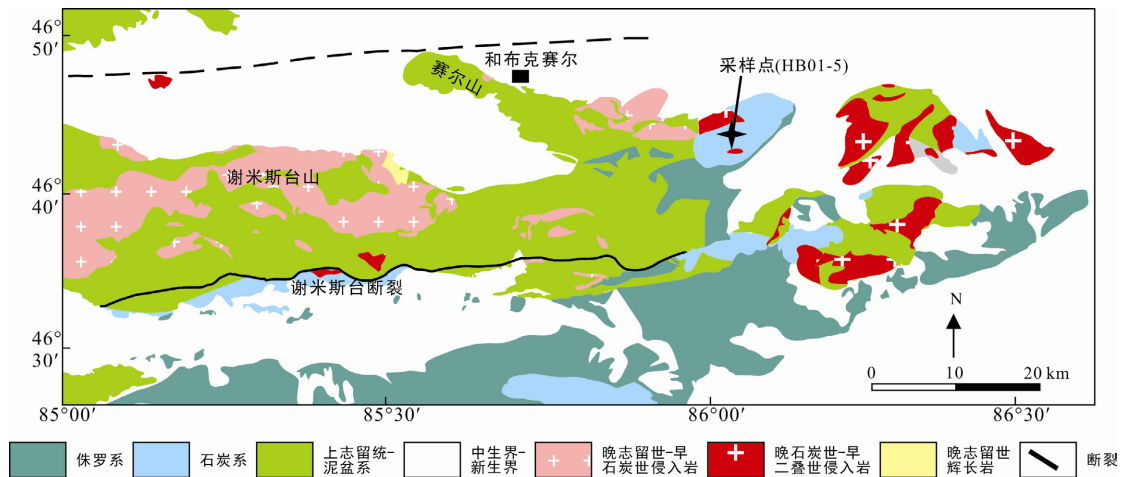 46°
50′
和布克赛尔
采样点(HB01-5)
赛尔山
谢米斯台山
46°
40′
谢米斯台断裂
N
46°
30′
0 10 20 km
85°00′ 85°30′ 86°00′ 86°30′
侏罗系
石炭系
上志留统-
泥盆系
中生界-
新生界
晚志留世-早
石炭世侵入岩
晚石炭世-早
二叠世侵入岩
晚志留世
辉长岩
断裂